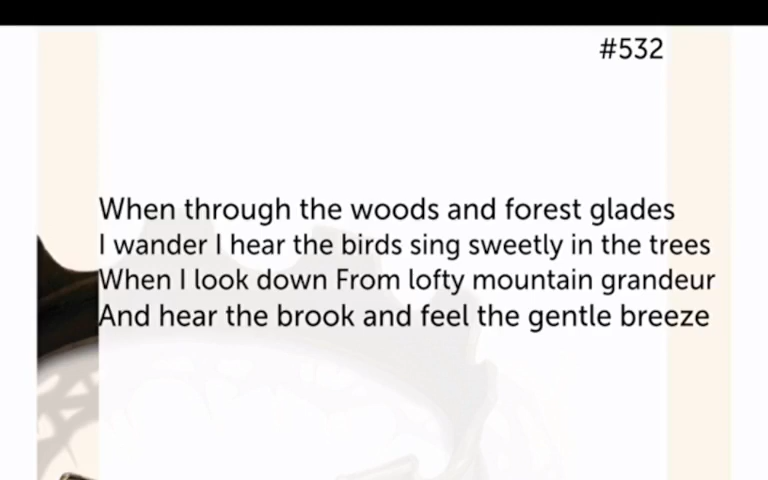 #532
When through the woods and forest glades
I wander I hear the birds sing sweetly in the trees
When I look down From lofty mountain grandeur
And hear the brook and feel the gentle breeze